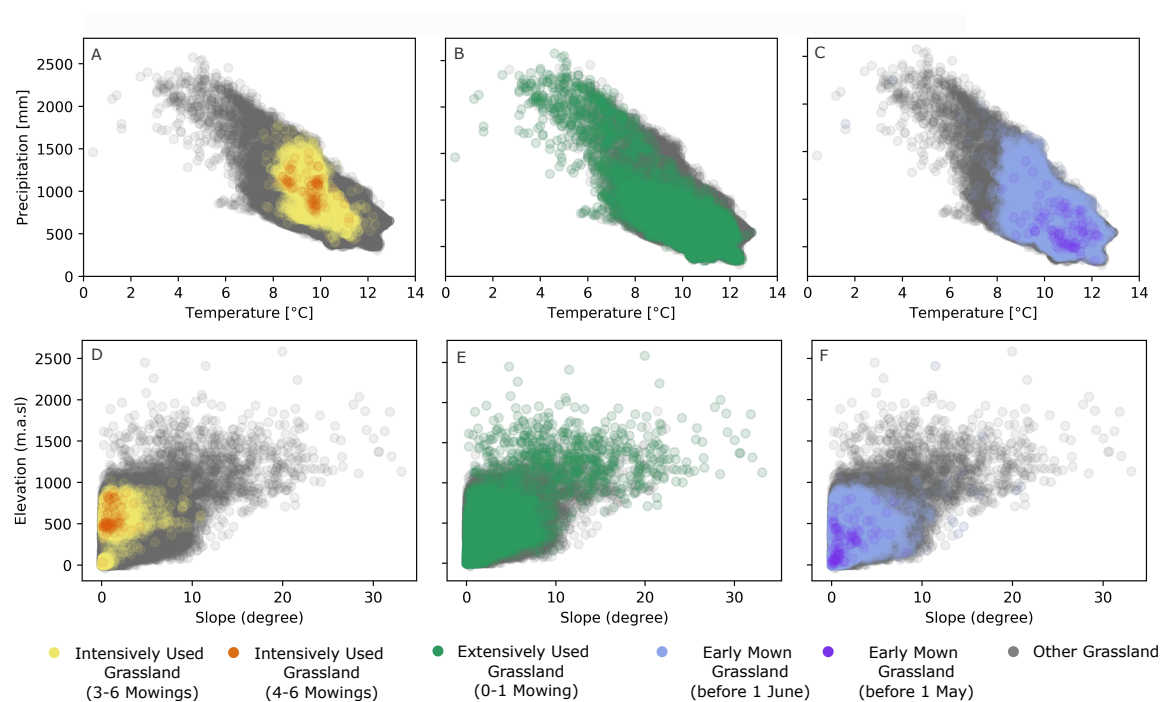 A
B
C
2500
2000
1500
1000
500
0
Precipitation [mm]
0 2 4 6 8 10 12 14
0 2 4 6 8 10 12 14
0 2 4 6 8 10 12 14
Temperature [°C]
Temperature [°C]
Temperature [°C]
D
E
F
2500
2000
1500
1000
500
0
Elevation (m.a.sl)
0 10 20 30
0 10 20 30
0 10 20 30
Slope (degree)
Slope (degree)
Slope (degree)
Intensively Used
Grassland
(3-6 Mowings)
Intensively Used
Grassland
(4-6 Mowings)
Extensively Used
Grassland
(0-1 Mowing)
Early Mown
Grassland
(before 1 June)
Early Mown
Grassland
(before 1 May)
Other Grassland